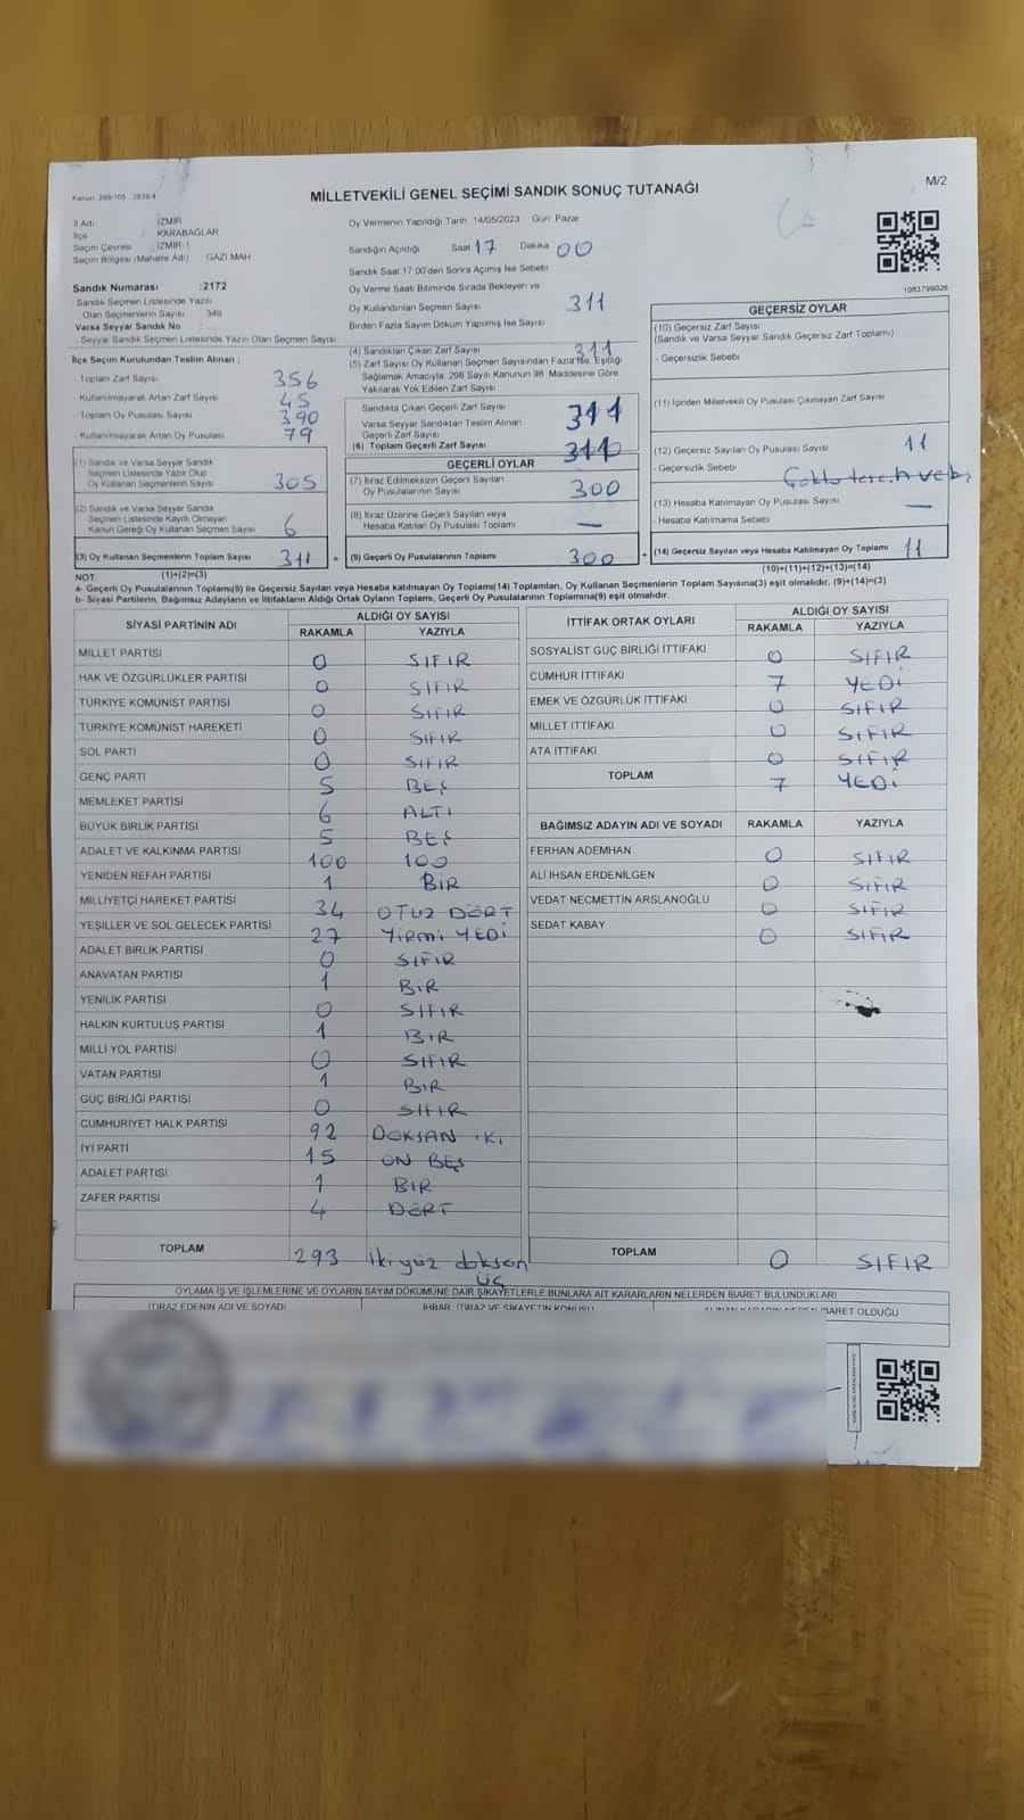 MİLLETVEKİLİ GENEL SEÇİMİ SANDIK SONUÇ TUTANAĞI
M/2
İl Adı : İZMİR
İlçe : KARABAĞLAR
Seçim Çevresi : İZMİR-1
Seçim Bölgesi (Mahalle Adı) GAZİ MAH
Sandık Numarası :2172
Sandık Seçmen Listesinde Yazılı
Olan Seçmenlerin Sayısı 349
Varsa Seyyar Sandık No
Seyyar Sandık Seçmen Listesinde Yazılı Olan Seçmen Sayısı
Oy Vermenin Yapıldığı Tarih 14/05/2023 Gün Pazar
Sandığın Açıldığı Saat 17 Dakika 00
Sandık Saat 17:00'den Sonra Açılmış İse Sebebi
Oy Verme Saati Bitiminde Sırada Bekleyen ve
Oy Kullandırılan Seçmen Sayısı 311
Birden Fazla Sayım Döküm Yapılmış İse Sayısı
1083799026
İlçe Seçim Kurulundan Teslim Alınan :
- Toplam Zarf Sayısı 356
- Kullanılmayarak Artan Zarf Sayısı 45
- Toplam Oy Pusulası Sayısı 390
- Kullanılmayarak Artan Oy Pusulası 79
(1) Sandık ve Varsa Seyyar Sandık
Seçmen Listesinde Yazılı Olup
Oy Kullanan Seçmenlerin Sayısı 305
(2) Sandık ve Varsa Seyyar Sandık
Seçmen Listesinde Kayıtlı Olmayan
Kanun Gereği Oy Kullanan Seçmen Sayısı 6
(3) Oy Kullanan Seçmenlerin Toplam Sayısı 311
(1)+(2)=(3)
(4) Sandıktan Çıkan Zarf Sayısı 311
(5) Zarf Sayısı Oy Kullanan Seçmen Sayısından Fazla İse, Eşitliği
Sağlamak Amacıyla, 298 Sayılı Kanunun 98. Maddesine Göre
Yakılarak Yok Edilen Zarf Sayısı
Sandıkta Çıkan Geçerli Zarf Sayısı 311
Varsa Seyyar Sandıktan Teslim Alınan
Geçerli Zarf Sayısı
(6) Toplam Geçerli Zarf Sayısı
GEÇERLİ OYLAR
(7) İtiraz Edilmeksizin Geçerli Sayılan
Oy Pusulalarının Sayısı 300
(8) İtiraz Üzerine Geçerli Sayılan veya
Hesaba Katılan Oy Pusulası Toplamı —
(9) Geçerli Oy Pusulalarının Toplamı 300
GEÇERSİZ OYLAR
(10) Geçersiz Zarf Sayısı
(Sandık ve Varsa Seyyar Sandık Geçersiz Zarf Toplamı)
- Geçersizlik Sebebi
(11) İçinden Milletvekili Oy Pusulası Çıkmayan Zarf Sayısı
(12) Geçersiz Sayılan Oy Pusulası Sayısı 11
- Geçersizlik Sebebi
(13) Hesaba Katılmayan Oy Pusulası Sayısı —
Hesaba Katılmama Sebebi
(14) Geçersiz Sayılan veya Hesaba Katılmayan Oy Toplamı 11
(10)+(11)+(12)+(13)=(14)
NOT
a- Geçerli Oy Pusulalarının Toplamı(9) ile Geçersiz Sayılan veya Hesaba katılmayan Oy Toplamı(14) Toplamları, Oy Kullanan Seçmenlerin Toplam Sayısına(3) eşit olmalıdır. (9)+(14)=(3)
b- Siyasi Partilerin, Bağımsız Adayların ve İttifakların Aldığı Ortak Oyların Toplamı, Geçerli Oy Pusulalarının Toplamına(9) eşit olmalıdır.
SİYASİ PARTİNİN ADI ALDIĞI OY SAYISI
RAKAMLA YAZIYLA
MİLLET PARTİSİ 0 SIFIR
HAK VE ÖZGÜRLÜKLER PARTİSİ 0 SIFIR
TÜRKİYE KOMÜNİST PARTİSİ 0 SIFIR
TÜRKİYE KOMÜNİST HAREKETİ 0 SIFIR
SOL PARTİ 0 SIFIR
GENÇ PARTİ 5 BEŞ
MEMLEKET PARTİSİ 6 ALTI
BÜYÜK BİRLİK PARTİSİ 5 BEŞ
ADALET VE KALKINMA PARTİSİ 100 100
YENİDEN REFAH PARTİSİ 1 BİR
MİLLİYETÇİ HAREKET PARTİSİ 34 OTUZ DÖRT
YEŞİLLER VE SOL GELECEK PARTİSİ 27 YİRMİ YEDİ
ADALET BİRLİK PARTİSİ 0 SIFIR
ANAVATAN PARTİSİ 1 BİR
YENİLİK PARTİSİ 0 SIFIR
HALKIN KURTULUŞ PARTİSİ 1 BIR
MİLLİ YOL PARTİSİ 0 SIFIR
VATAN PARTİSİ 1 BIR
GÜÇ BİRLİĞİ PARTİSİ 0 SIFIR
CUMHURİYET HALK PARTİSİ 92 DOKSAN İKİ
İYİ PARTİ 15 ON BEŞ
ADALET PARTİSİ 1 BIR
ZAFER PARTİSİ 4 DÖRT
TOPLAM 293 iki yüz doksan üç
İTTİFAK ORTAK OYLARI ALDIĞI OY SAYISI
RAKAMLA YAZIYLA
SOSYALİST GÜÇ BİRLİĞİ İTTİFAKI 0 SIFIR
CUMHUR İTTİFAKI 7 YEDİ
EMEK VE ÖZGÜRLÜK İTTİFAKI 0 SIFIR
MİLLET İTTİFAKI 0 SIFIR
ATA İTTİFAKI 0 SIFIR
TOPLAM 7 YEDİ
BAĞIMSIZ ADAYIN ADI VE SOYADI RAKAMLA YAZIYLA
FERHAN ADEMHAN 0 SIFIR
ALİ İHSAN ERDENİLGEN 0 SIFIR
VEDAT NECMETTİN ARSLANOĞLU 0 SIFIR
SEDAT KABAY 0 SIFIR
TOPLAM 0 SIFIR
OYLAMA İŞ VE İŞLEMLERİNE VE OYLARIN SAYIM DÖKÜMÜNE DAİR ŞİKAYETLERLE BUNLARA AİT KARARLARIN NELERDEN İBARET BULUNDUKLARI
İTİRAZ EDENİN ADI VE SOYADI